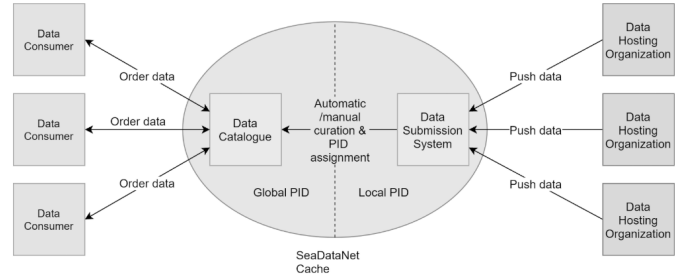 Data
Consumer
Order data
Data
Consumer
Order data
Data
Consumer
Order data
Data
Catalogue
Automatic
/manual
curation &
PID
assignment
Data
Submission
System
Global PID
Local PID
SeaDataNet
Cache
Push data
Data
Hosting
Organization
Push data
Data
Hosting
Organization
Push data
Data
Hosting
Organization